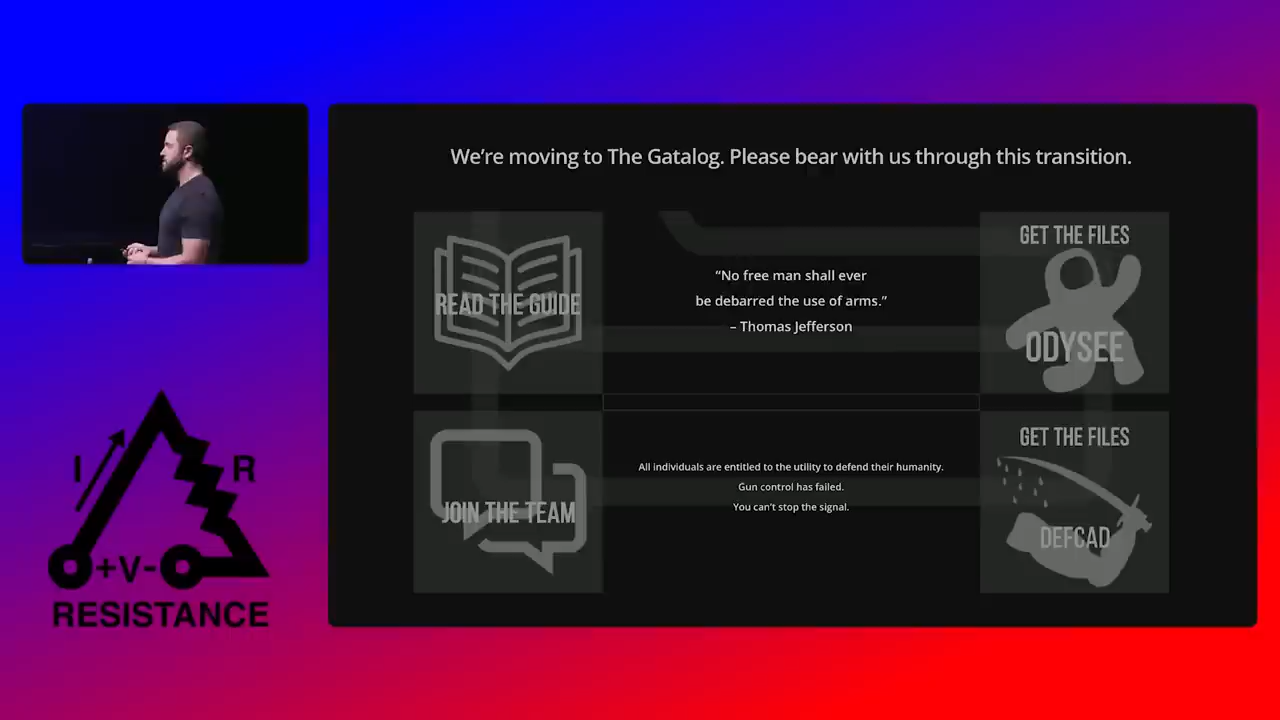 We're moving to The Gatalog. Please bear with us through this transition.
READ THE GUIDE
“No free man shall ever
be debarred the use of arms.”
– Thomas Jefferson
GET THE FILES
ODYSEE
JOIN THE TEAM
All individuals are entitled to the utility to defend their humanity.
Gun control has failed.
You can't stop the signal.
GET THE FILES
DEFCAD
I R
+V-
RESISTANCE